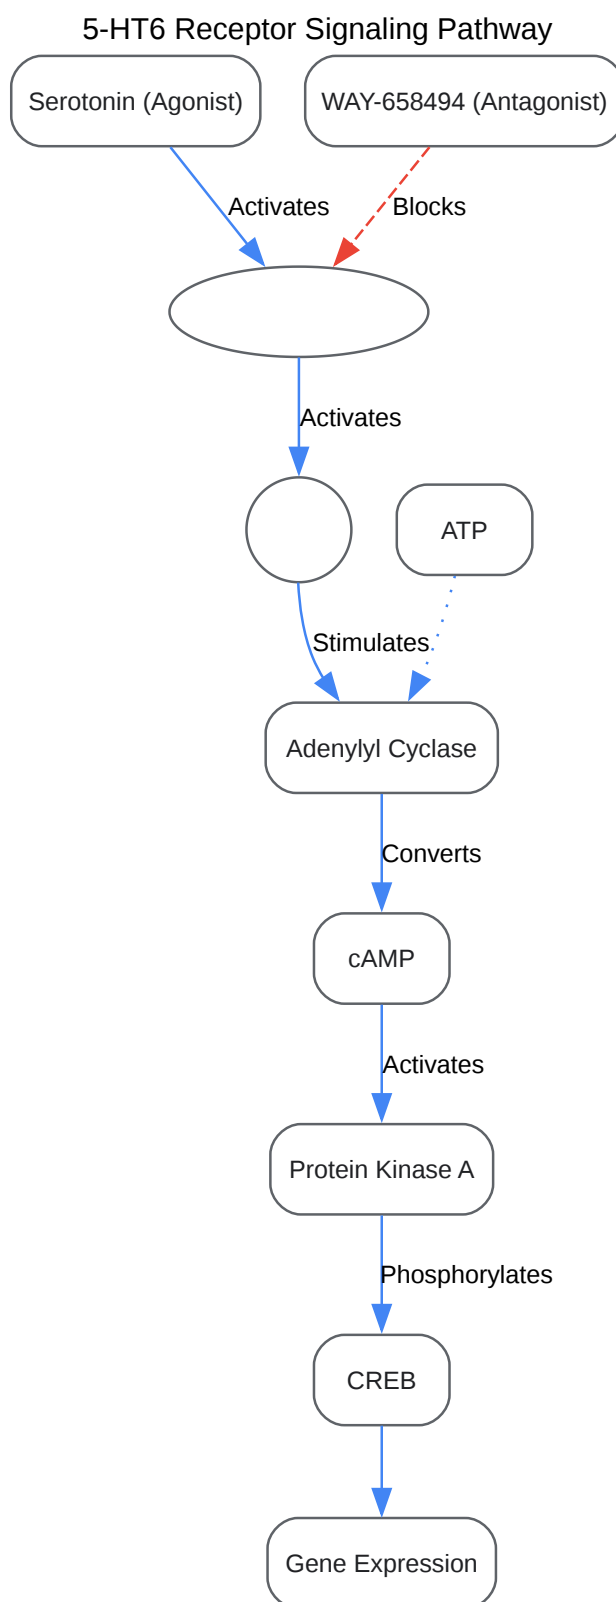 5-HT6 Receptor Signaling Pathway
Serotonin (Agonist)
WAY-658494 (Antagonist)
Activates
Blocks
Activates
ATP
Stimulates
Adenylyl Cyclase
Converts
cAMP
Activates
Protein Kinase A
Phosphorylates
CREB
Gene Expression